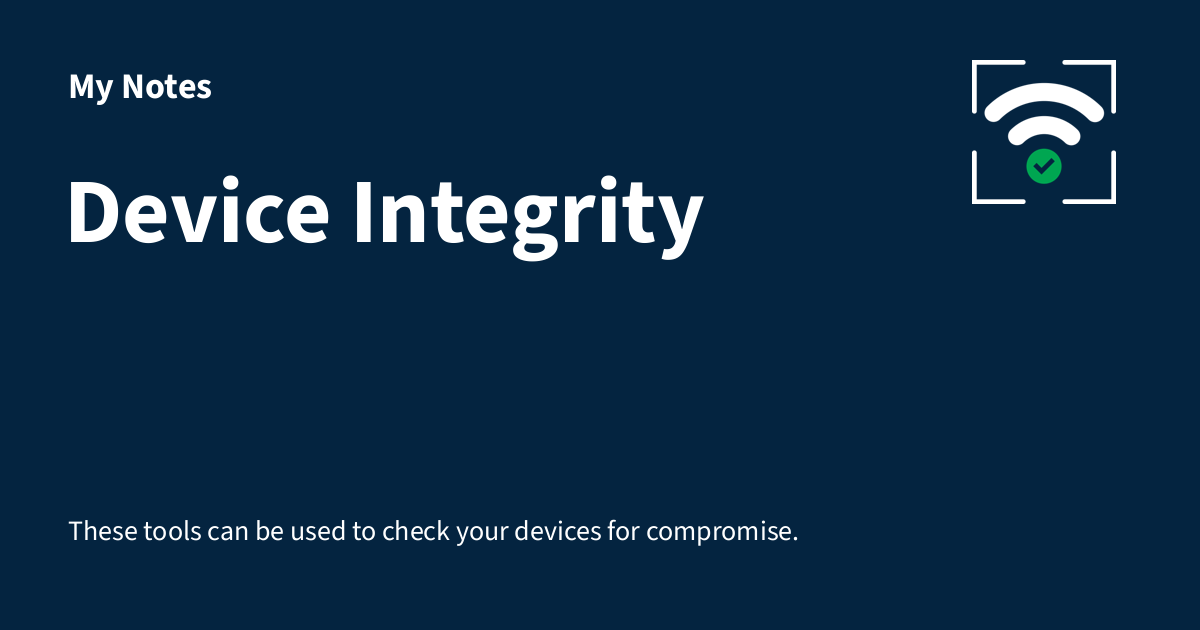 My Notes
Device Integrity
These tools can be used to check your devices for compromise.